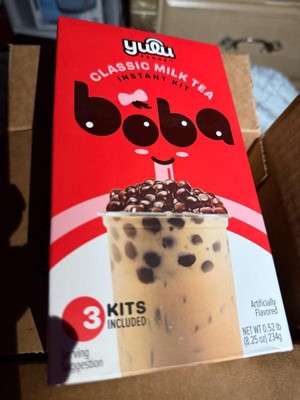 yulu
CLASSIC MILK TEA
INSTANT KIT
boba
3 KITS
INCLUDED
Serving
Suggestion
Artificially
Flavored
NET WT 0.52 lb
(8.25 oz) 234g